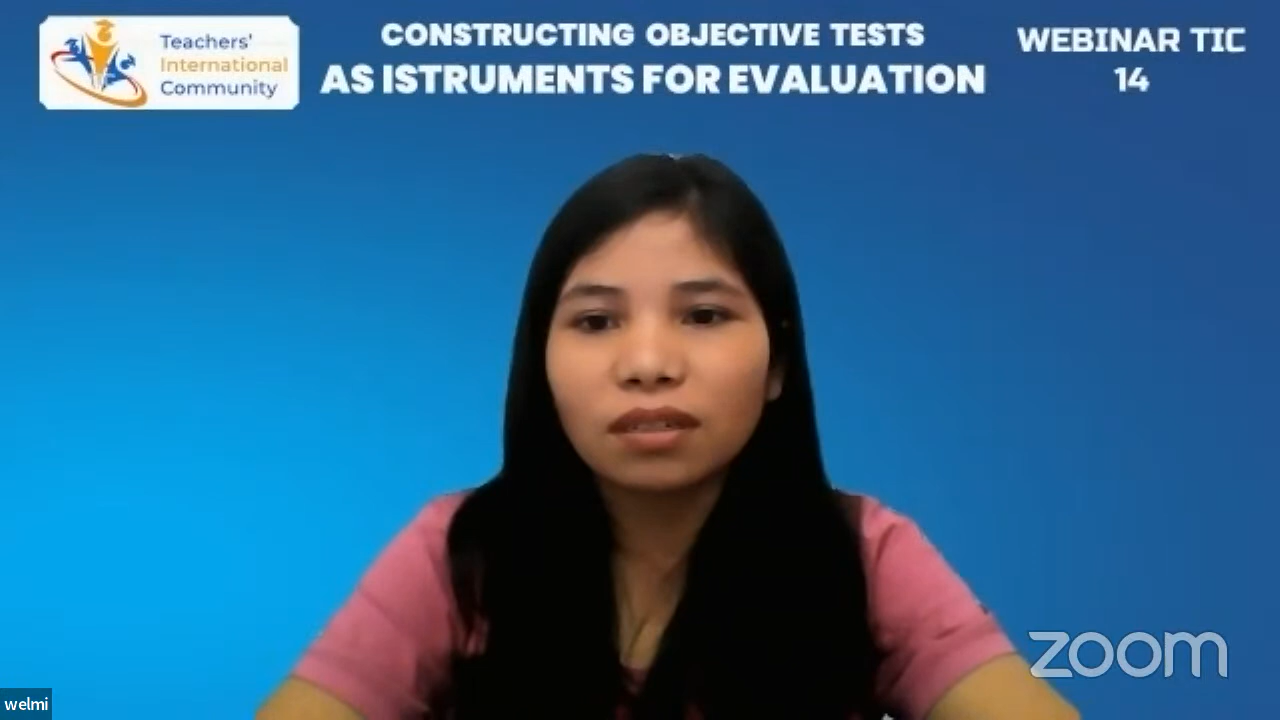 Teachers'
International
Community
CONSTRUCTING OBJECTIVE TESTS
AS ISTRUMENTS FOR EVALUATION
WEBINAR TIC
14
zoom
welmi